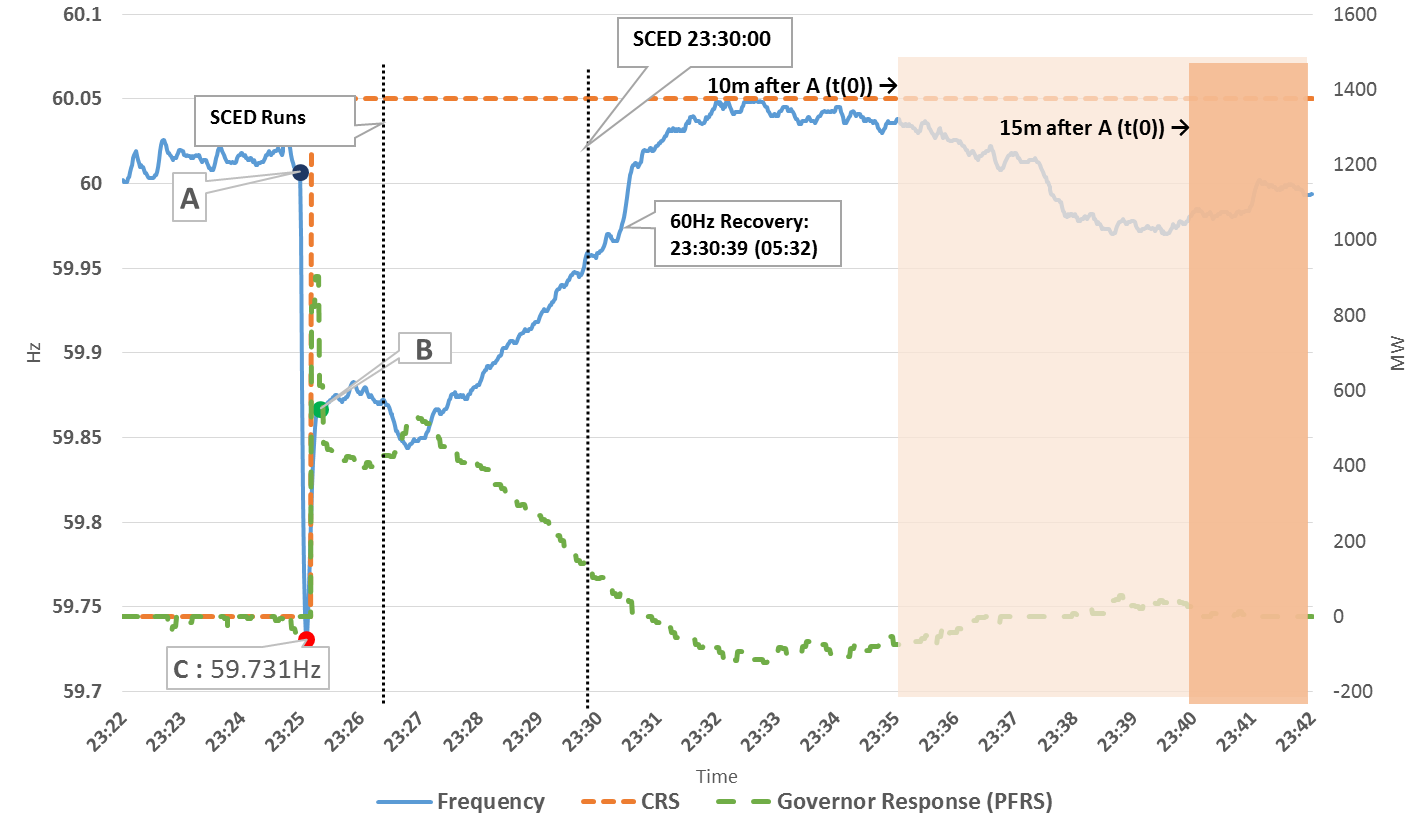 60.1
60.05
60
59.95
59.9
59.85
59.8
59.75
59.7
Hz
1600
1400
1200
1000
800
600
400
200
0
-200
MW
SCED 23:30:00
10m after A (t(0)) →
SCED Runs
15m after A (t(0)) →
A
60Hz Recovery:
23:30:39 (05:32)
B
C : 59.731Hz
23:22
23:23
23:24
23:25
23:26
23:27
23:28
23:29
23:30
23:31
23:32
23:33
23:34
23:35
23:36
23:37
23:38
23:39
23:40
23:41
23:42
Time
Frequency
CRS
Governor Response (PFRS)